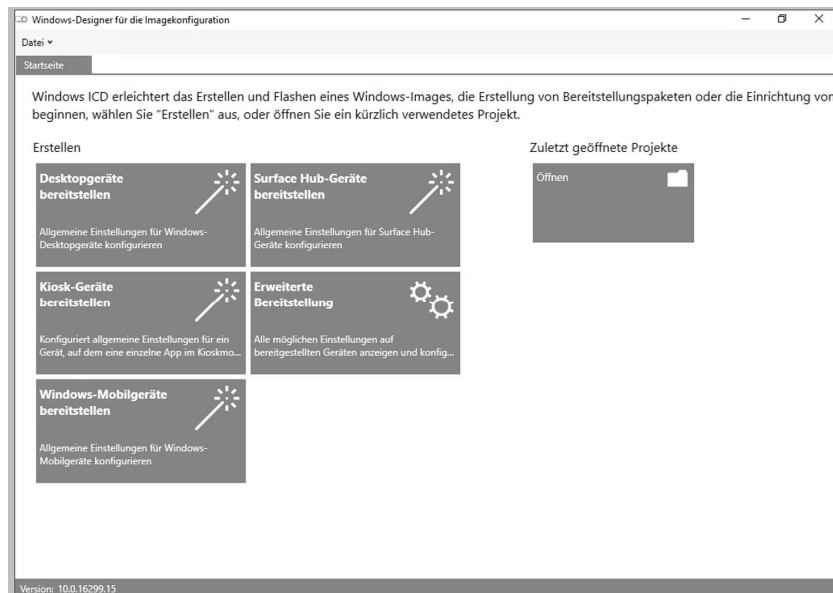 Windows-Designer für die Imagekonfiguration
Datei
Startseite
Windows ICD erleichtert das Erstellen und Flashen eines Windows-Images, die Erstellung von Bereitstellungspaketen oder die Einrichtung von
beginnen, wählen Sie "Erstellen" aus, oder öffnen Sie ein kürzlich verwendetes Projekt.
Erstellen
Desktopgeräte
bereitstellen
Allgemeine Einstellungen für Windows-
Desktopgeräte konfigurieren
Surface Hub-Geräte
bereitstellen
Allgemeine Einstellungen für Surface Hub-
Geräte konfigurieren
Kiosk-Geräte
bereitstellen
Konfiguriert allgemeine Einstellungen für ein
Gerät, auf dem eine einzelne App im Kioskmo...
Erweiterte
Bereitstellung
Alle möglichen Einstellungen auf
bereitgestellten Geräten anzeigen und konfig...
Windows-Mobilgeräte
bereitstellen
Allgemeine Einstellungen für Windows-
Mobilgeräte konfigurieren
Zuletzt geöffnete Projekte
Öffnen
Version: 10.0.16299.15